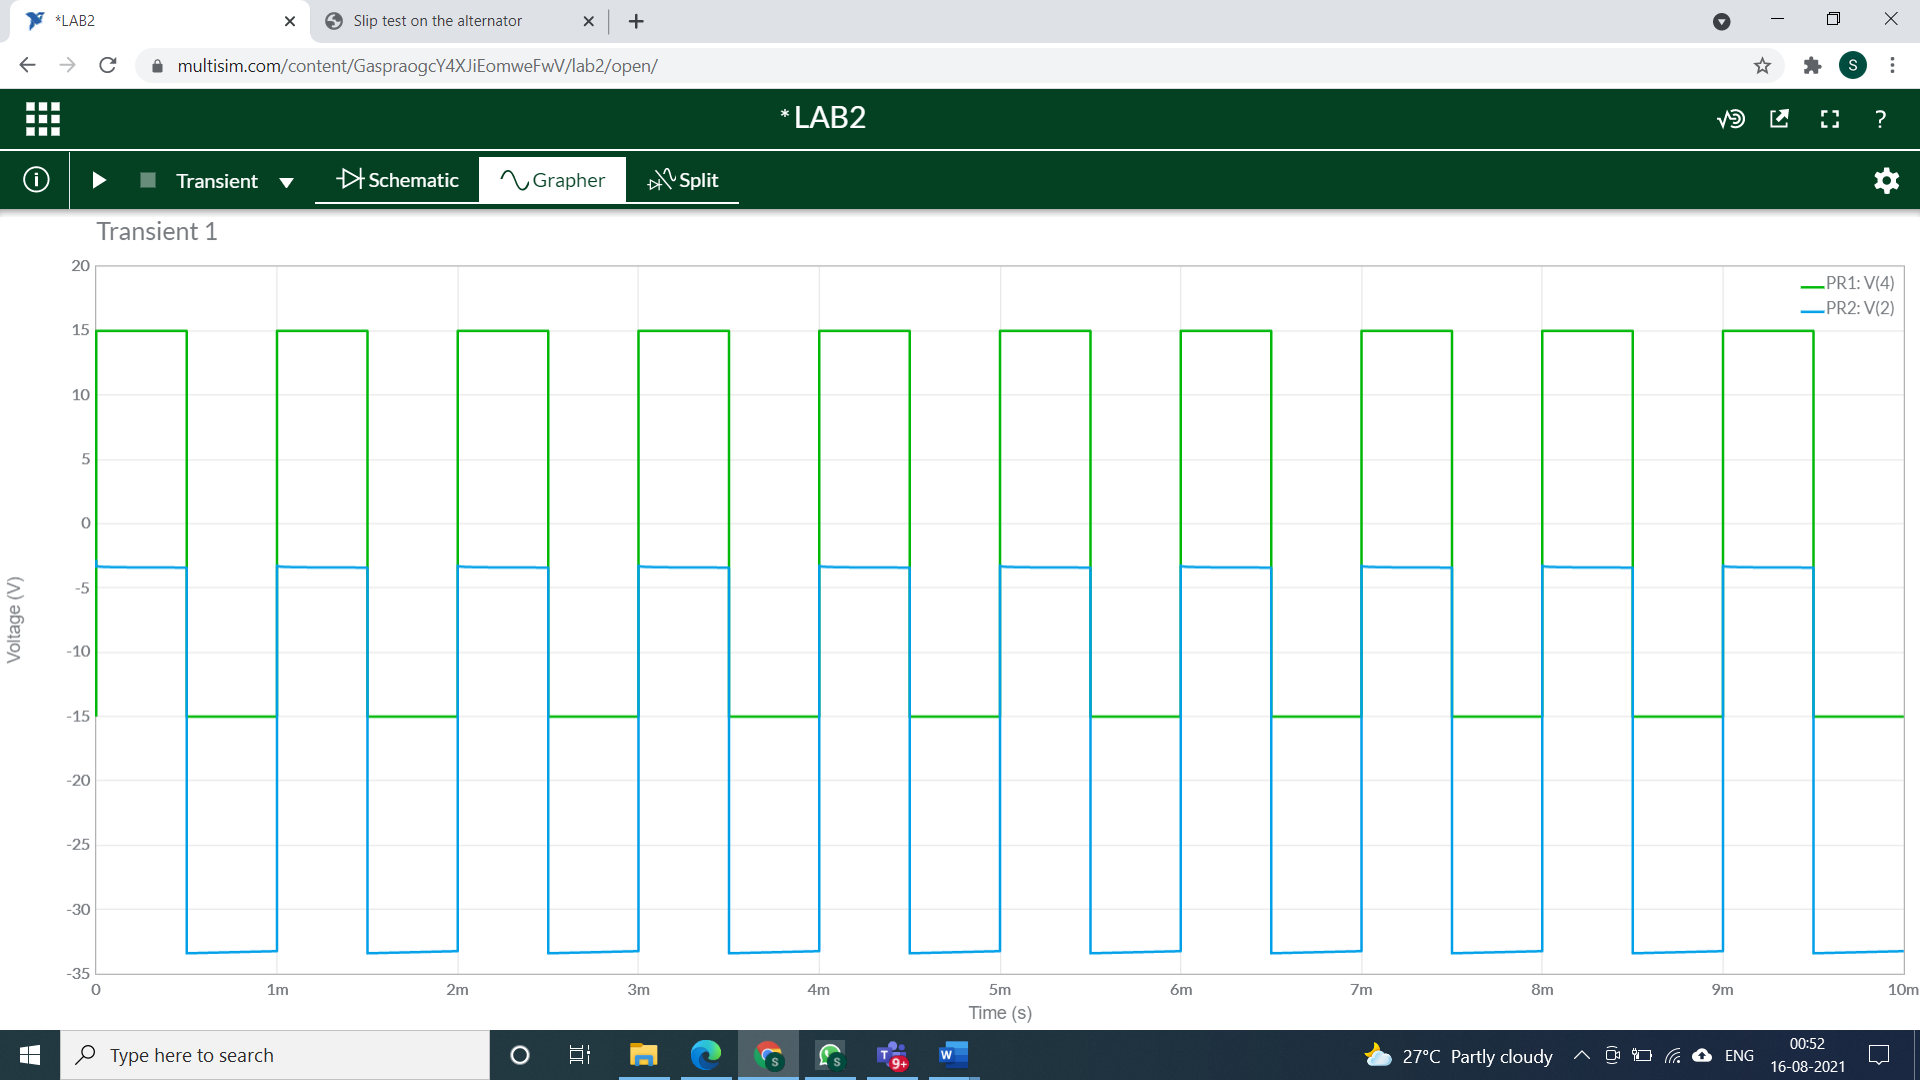 *LAB2
Slip test on the alternator
multisim.com/content/GaspraogcY4XJiEomweFwV/lab2/open/
S
* LAB2
?
Transient
Schematic
Grapher
Split
Transient 1
PR1: V(4)
PR2: V(2)
20
15
10
5
0
-5
-10
-15
-20
-25
-30
-35
Voltage (V)
0 1m 2m 3m 4m 5m 6m 7m 8m 9m 10m
Time (s)
Type here to search
S
S
9+
W
27°C Partly cloudy
ENG
00:52
16-08-2021